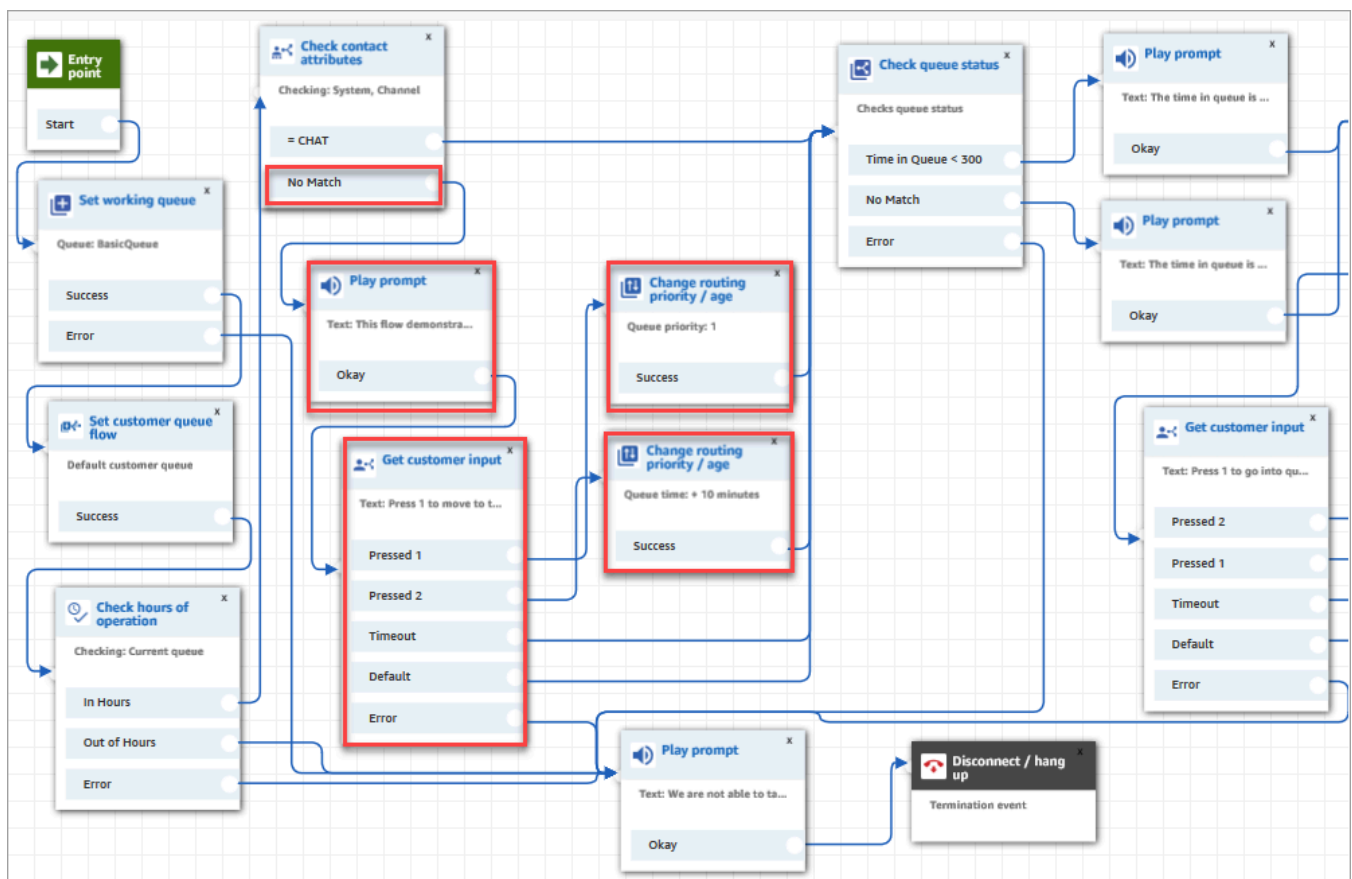 Entry
point
Start
x
Set working queue
Queue: BasicQueue
Success
Error
x
Set customer queue
flow
Default customer queue
Success
x
Check hours of
operation
Checking: Current queue
In Hours
Out of Hours
Error
x
Check contact
attributes
Checking: System, Channel
= CHAT
No Match
x
Play prompt
Text: This flow demonstra...
Okay
x
Get customer input
Text: Press 1 to move to t...
Pressed 1
Pressed 2
Timeout
Default
Error
x
Change routing
priority / age
Queue priority: 1
Success
x
Change routing
priority / age
Queue time: + 10 minutes
Success
x
Play prompt
Text: We are not able to ta...
Okay
x
Check queue status
Checks queue status
Time in Queue < 300
No Match
Error
x
Disconnect / hang
up
Termination event
x
Play prompt
Text: The time in queue is ...
Okay
x
Play prompt
Text: The time in queue is ...
Okay
x
Get customer input
Text: Press 1 to go into qu...
Pressed 2
Pressed 1
Timeout
Default
Error
x